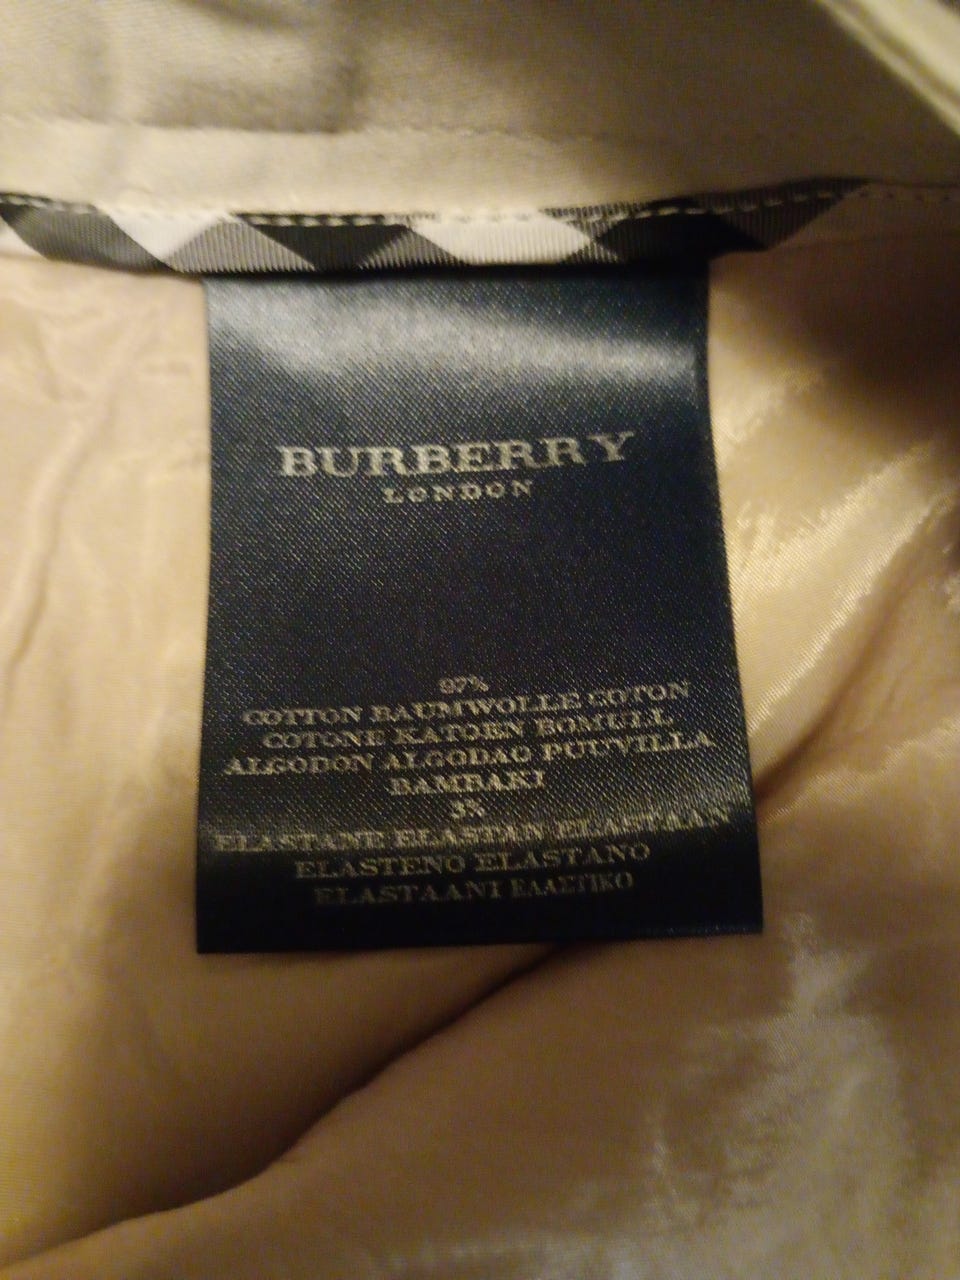 BURBERRY
LONDON
97%
COTTON BAUMWOLLE COTON
COTONE KATOEN BOMULL
ALGODON ALGODAO PUUVILLA
BAMBAKI
3%
ELASTANE ELASTAN ELASTAAN
ELASTENO ELASTANO
ELASTAANI ΕΛΑΣΤΙΚΟ